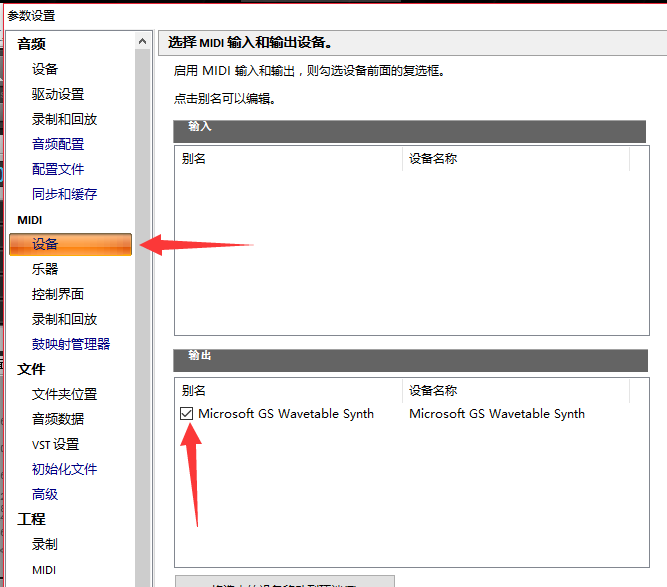 参数设置
音频
设备
驱动设置
录制和回放
音频配置
配置文件
同步和缓存
MIDI
设备
乐器
控制界面
录制和回放
鼓映射管理器
文件
文件夹位置
音频数据
VST 设置
初始化文件
高级
工程
录制
MIDI
选择 MIDI 输入和输出设备。
启用 MIDI 输入和输出，则勾选设备前面的复选框。
点击别名可以编辑。
输入
别名 设备名称
输出
别名 设备名称
Microsoft GS Wavetable Synth Microsoft GS Wavetable Synth